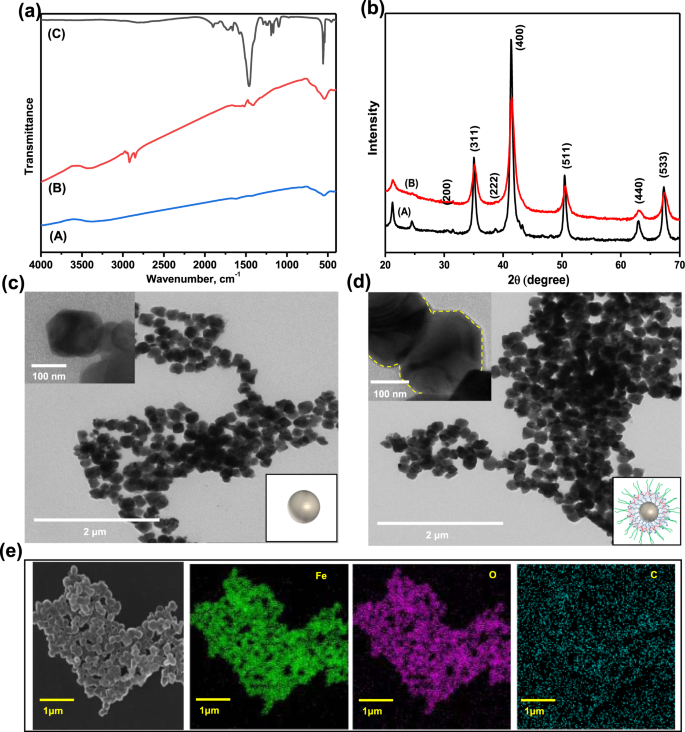 (a)
(C)
(B)
(A)
Transmittance
4000 3500 3000 2500 2000 1500 1000 500
Wavenumber, cm-1
(b)
(400)
(311)
(511)
(533)
(200)
(222)
(440)
(B)
(A)
Intensity
20 30 40 50 60 70
2θ (degree)
(c)
100 nm
2 µm
(d)
100 nm
2 µm
(e)
1µm
Fe
1µm
O
1µm
C
1µm